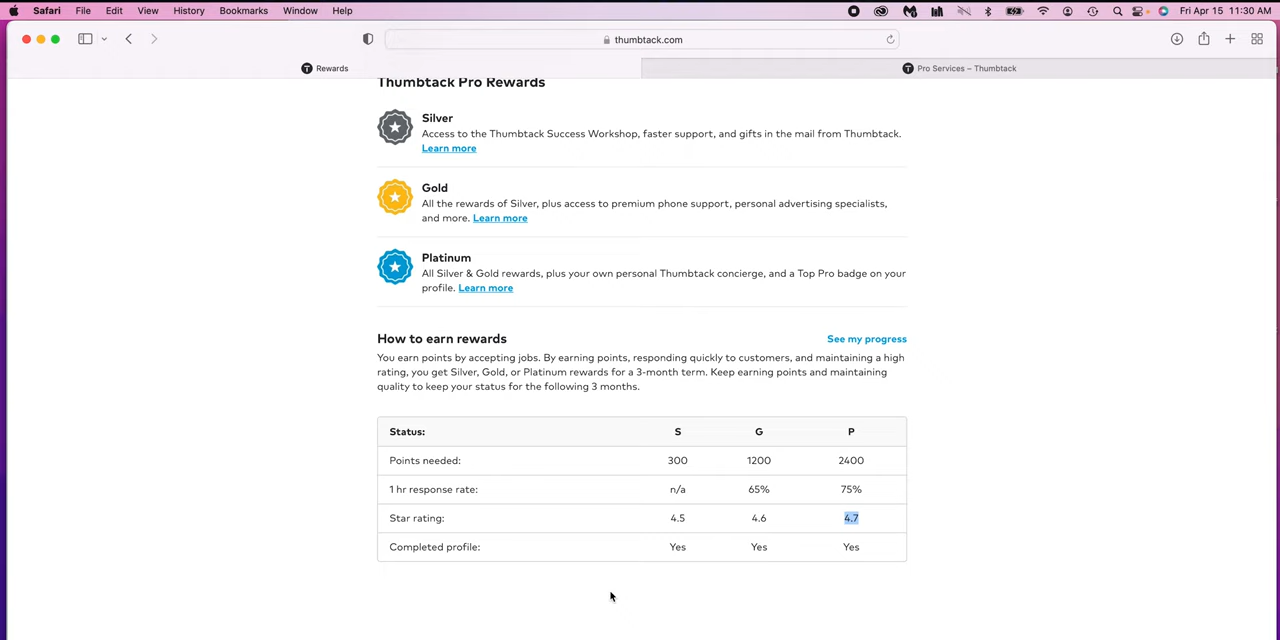 Safari File Edit View History Bookmarks Window Help Fri Apr 15 11:30 AM
thumbtack.com
Rewards Pro Services – Thumbtack
Thumbtack Pro Rewards
Silver
Access to the Thumbtack Success Workshop, faster support, and gifts in the mail from Thumbtack.
Learn more
Gold
All the rewards of Silver, plus access to premium phone support, personal advertising specialists,
and more. Learn more
Platinum
All Silver & Gold rewards, plus your own personal Thumbtack concierge, and a Top Pro badge on your
profile. Learn more
How to earn rewards See my progress
You earn points by accepting jobs. By earning points, responding quickly to customers, and maintaining a high
rating, you get Silver, Gold, or Platinum rewards for a 3-month term. Keep earning points and maintaining
quality to keep your status for the following 3 months.
Status: S G P
Points needed: 300 1200 2400
1 hr response rate: n/a 65% 75%
Star rating: 4.5 4.6 4.7
Completed profile: Yes Yes Yes